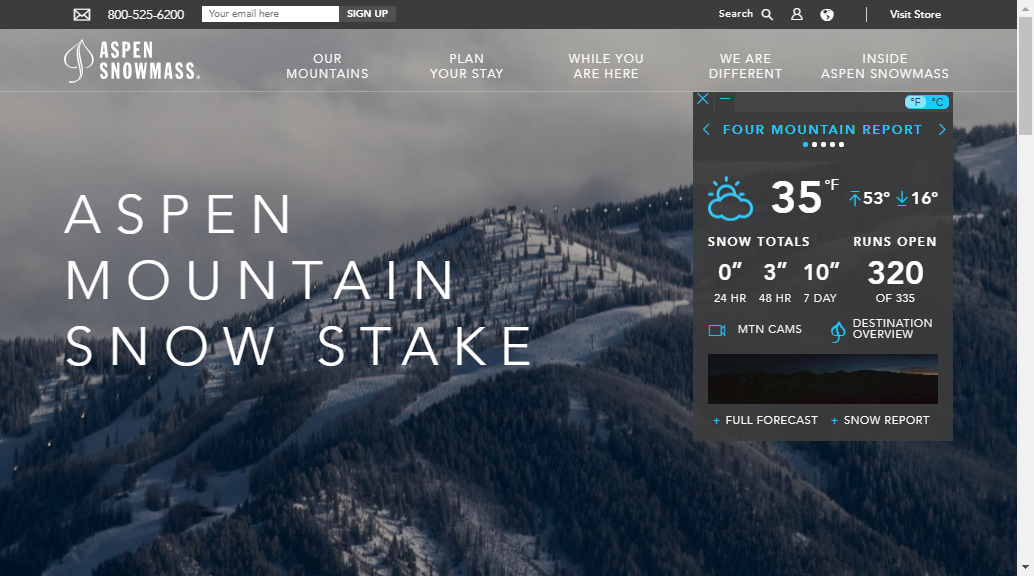 800-525-6200
Your email here
SIGN UP
Search
Visit Store
ASPEN
SNOWMASS.
OUR
MOUNTAINS
PLAN
YOUR STAY
WHILE YOU
ARE HERE
WE ARE
DIFFERENT
INSIDE
ASPEN SNOWMASS
°F °C
FOUR MOUNTAIN REPORT
35°F
53° 16°
SNOW TOTALS
RUNS OPEN
0” 3” 10”
320
24 HR 48 HR 7 DAY
OF 335
MTN CAMS
DESTINATION
OVERVIEW
+ FULL FORECAST
+ SNOW REPORT
ASPEN
MOUNTAIN
SNOW STAKE